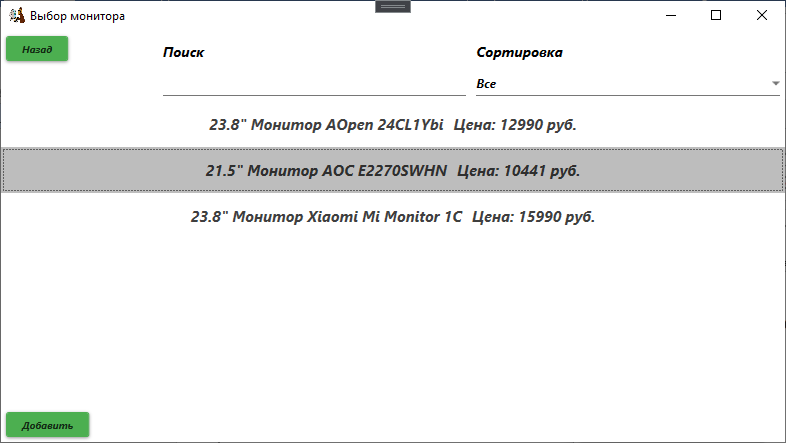 Выбор монитора
Назад
Поиск
Сортировка
Все
23.8" Монитор AOpen 24CL1Ybi Цена: 12990 руб.
21.5" Монитор AOC E2270SWHN Цена: 10441 руб.
23.8" Монитор Xiaomi Mi Monitor 1C Цена: 15990 руб.
Добавить